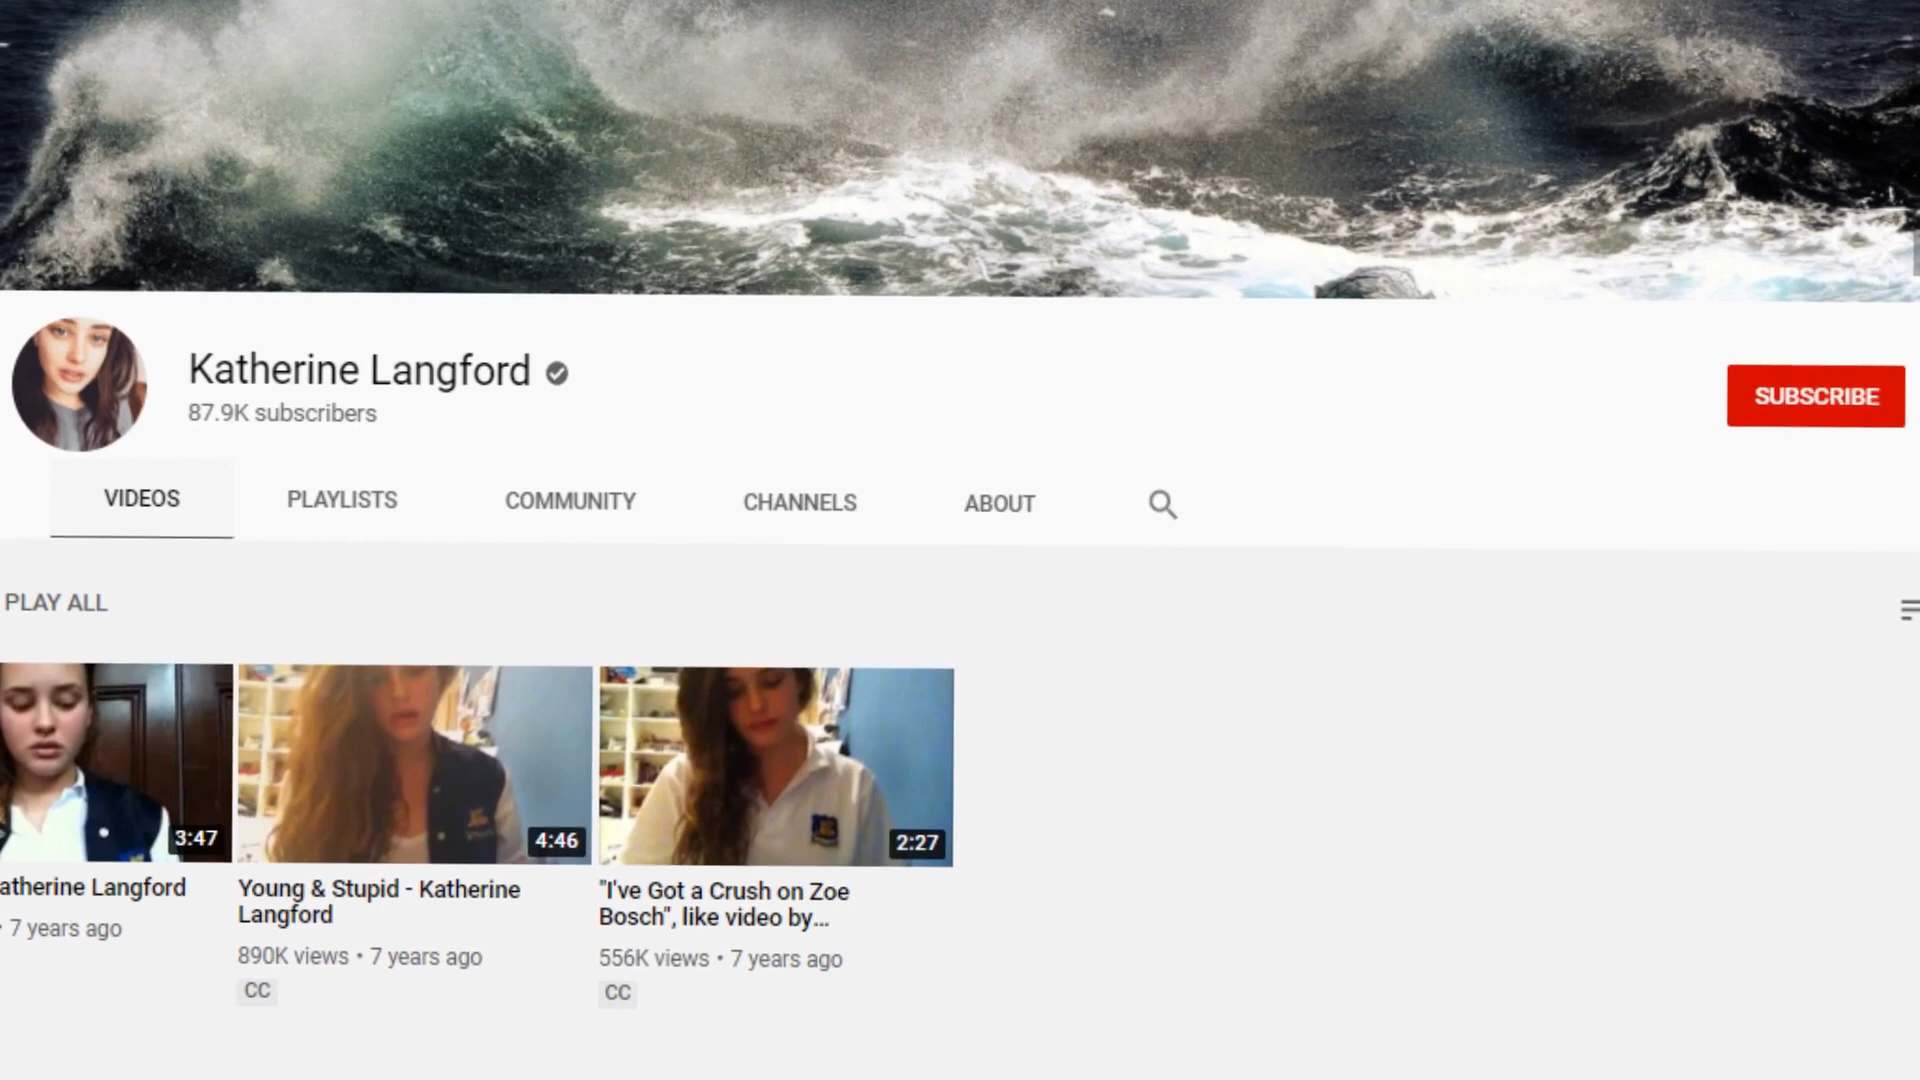 Katherine Langford
87.9K subscribers
SUBSCRIBE
VIDEOS PLAYLISTS COMMUNITY CHANNELS ABOUT
PLAY ALL
3:47
4:46
2:27
atherine Langford
• 7 years ago
Young & Stupid - Katherine
Langford
890K views • 7 years ago
CC
"I've Got a Crush on Zoe
Bosch", like video by...
556K views • 7 years ago
CC